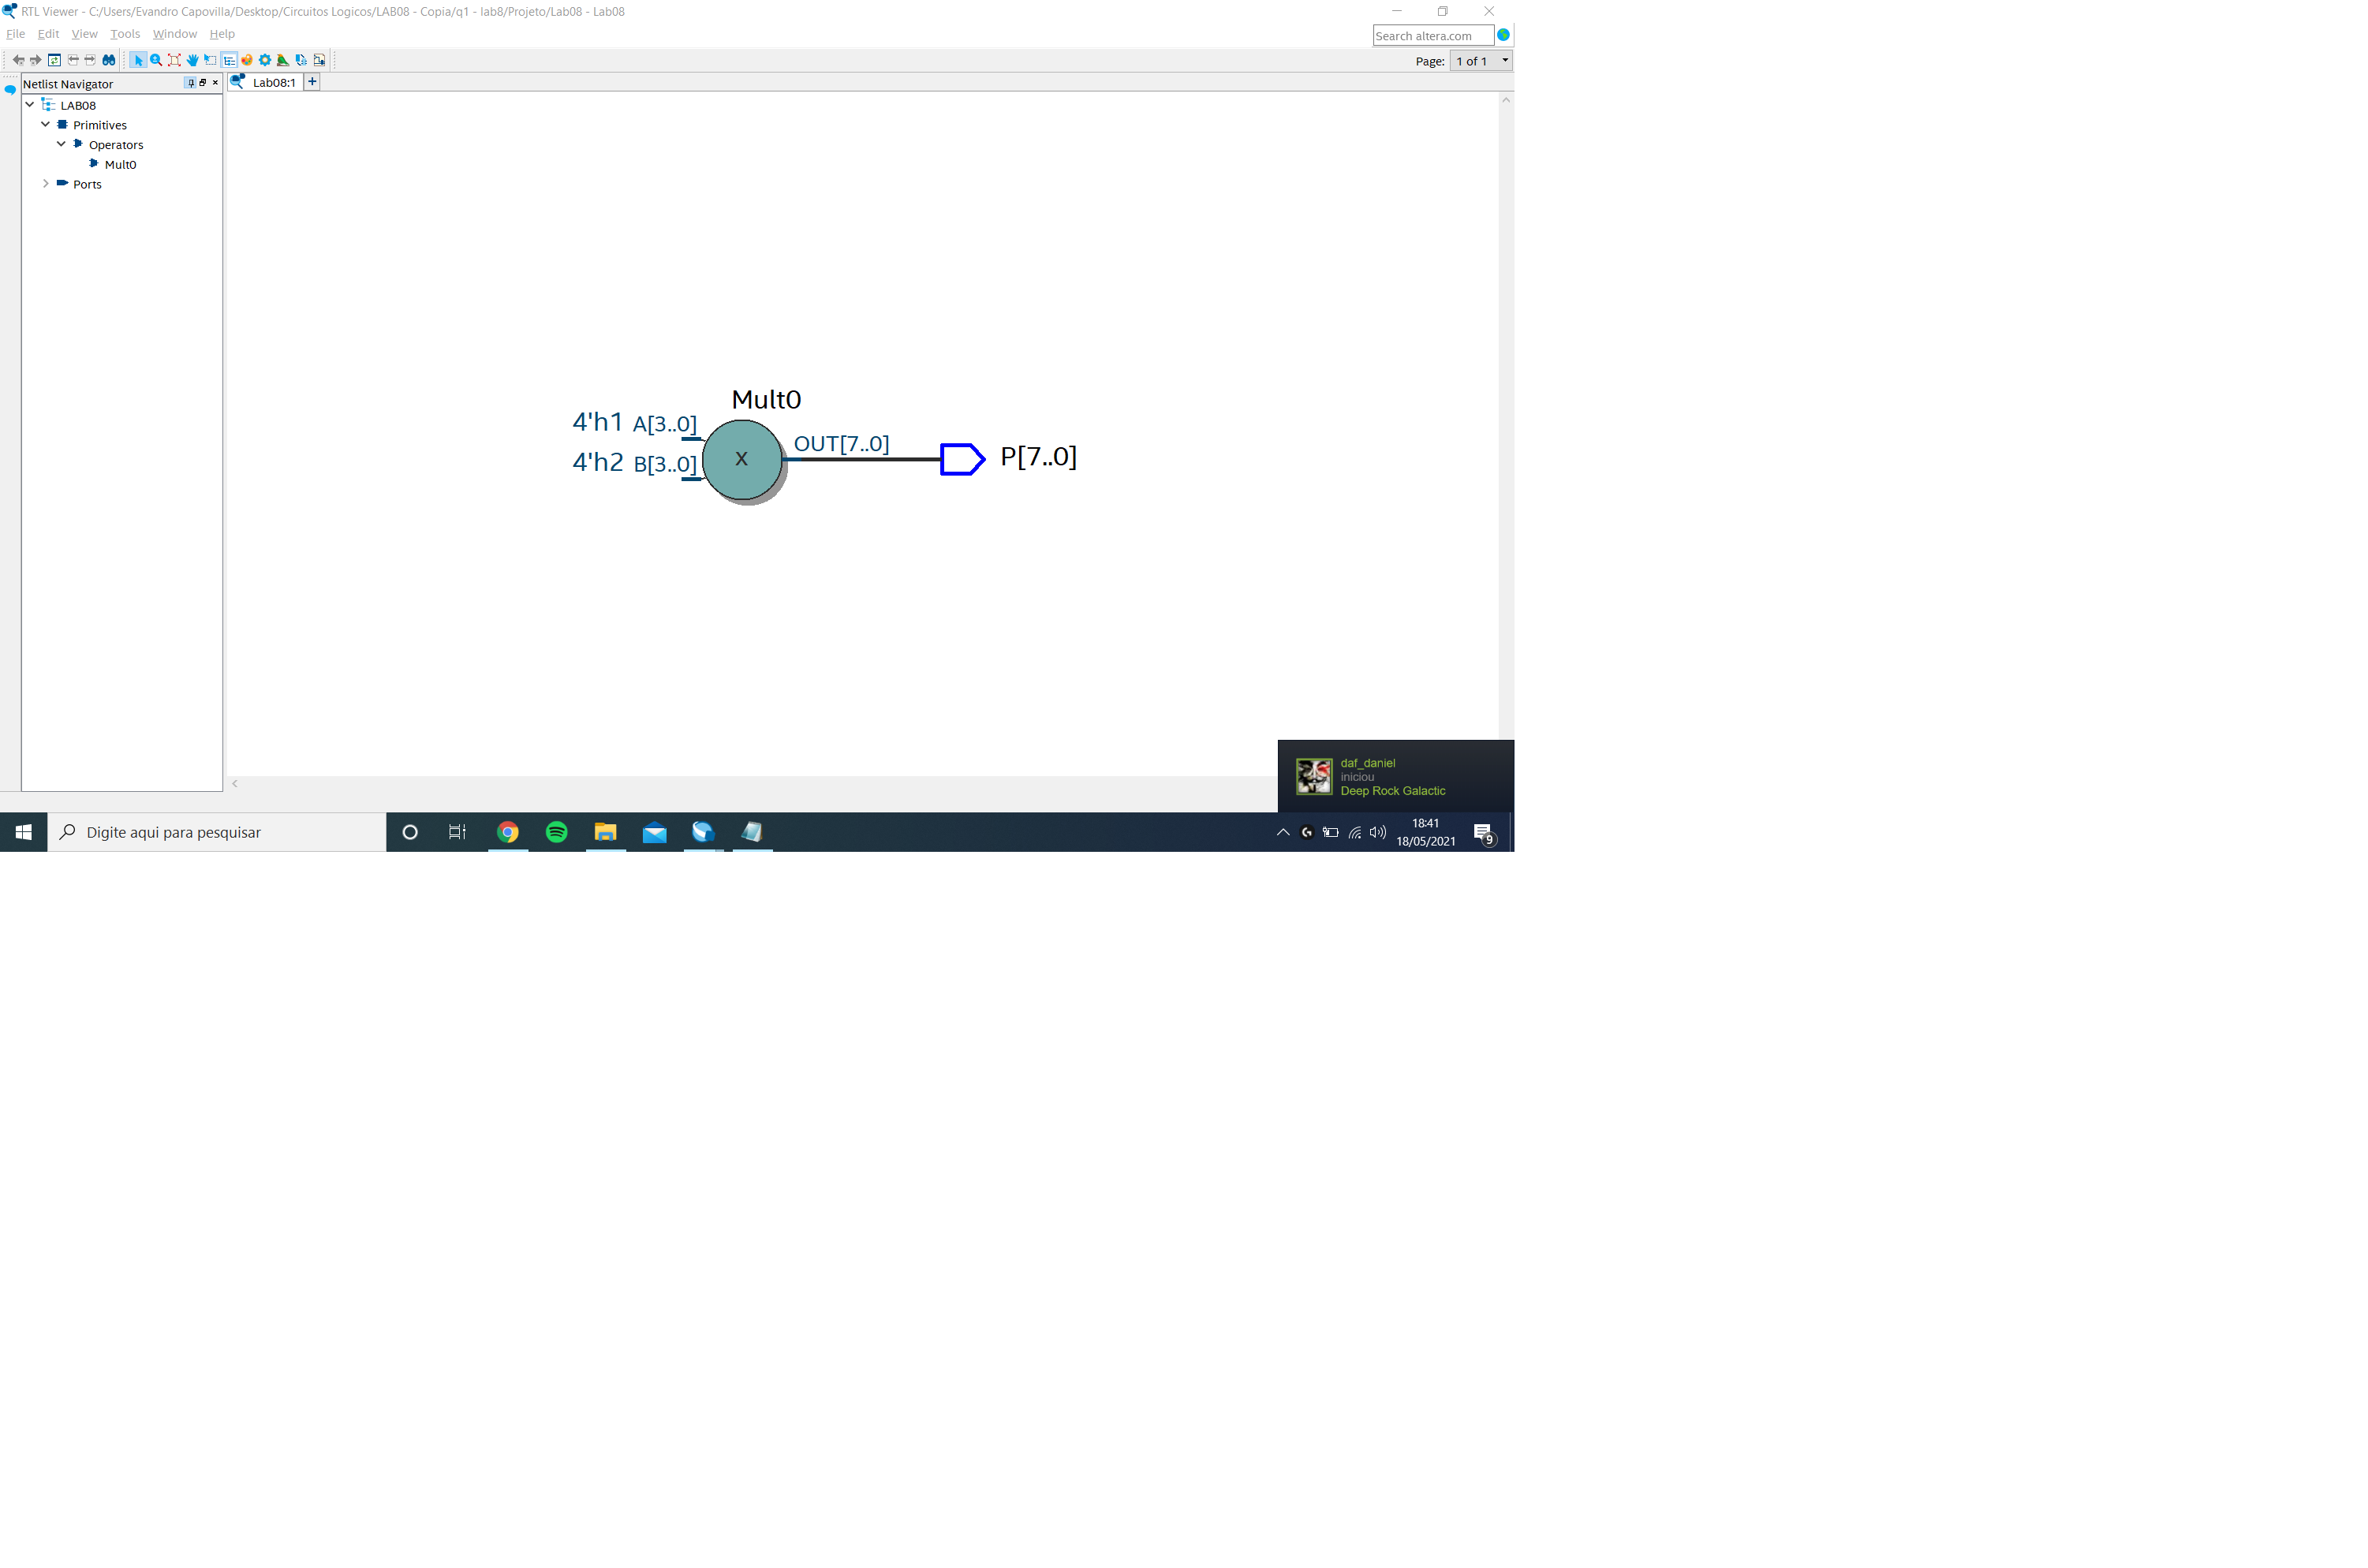 RTL Viewer - C:/Users/Evandro Capovilla/Desktop/Circuitos Logicos/LAB08 - Copia/q1 - lab8/Projeto/Lab08 - Lab08
File Edit View Tools Window Help
Search altera.com
Page: 1 of 1
Netlist Navigator
Lab08:1
LAB08
Primitives
Operators
Mult0
Ports
Mult0
4'h1 A[3..0]
4'h2 B[3..0]
x
OUT[7..0]
P[7..0]
daf_daniel
iniciou
Deep Rock Galactic
Digite aqui para pesquisar
18:41
18/05/2021
9